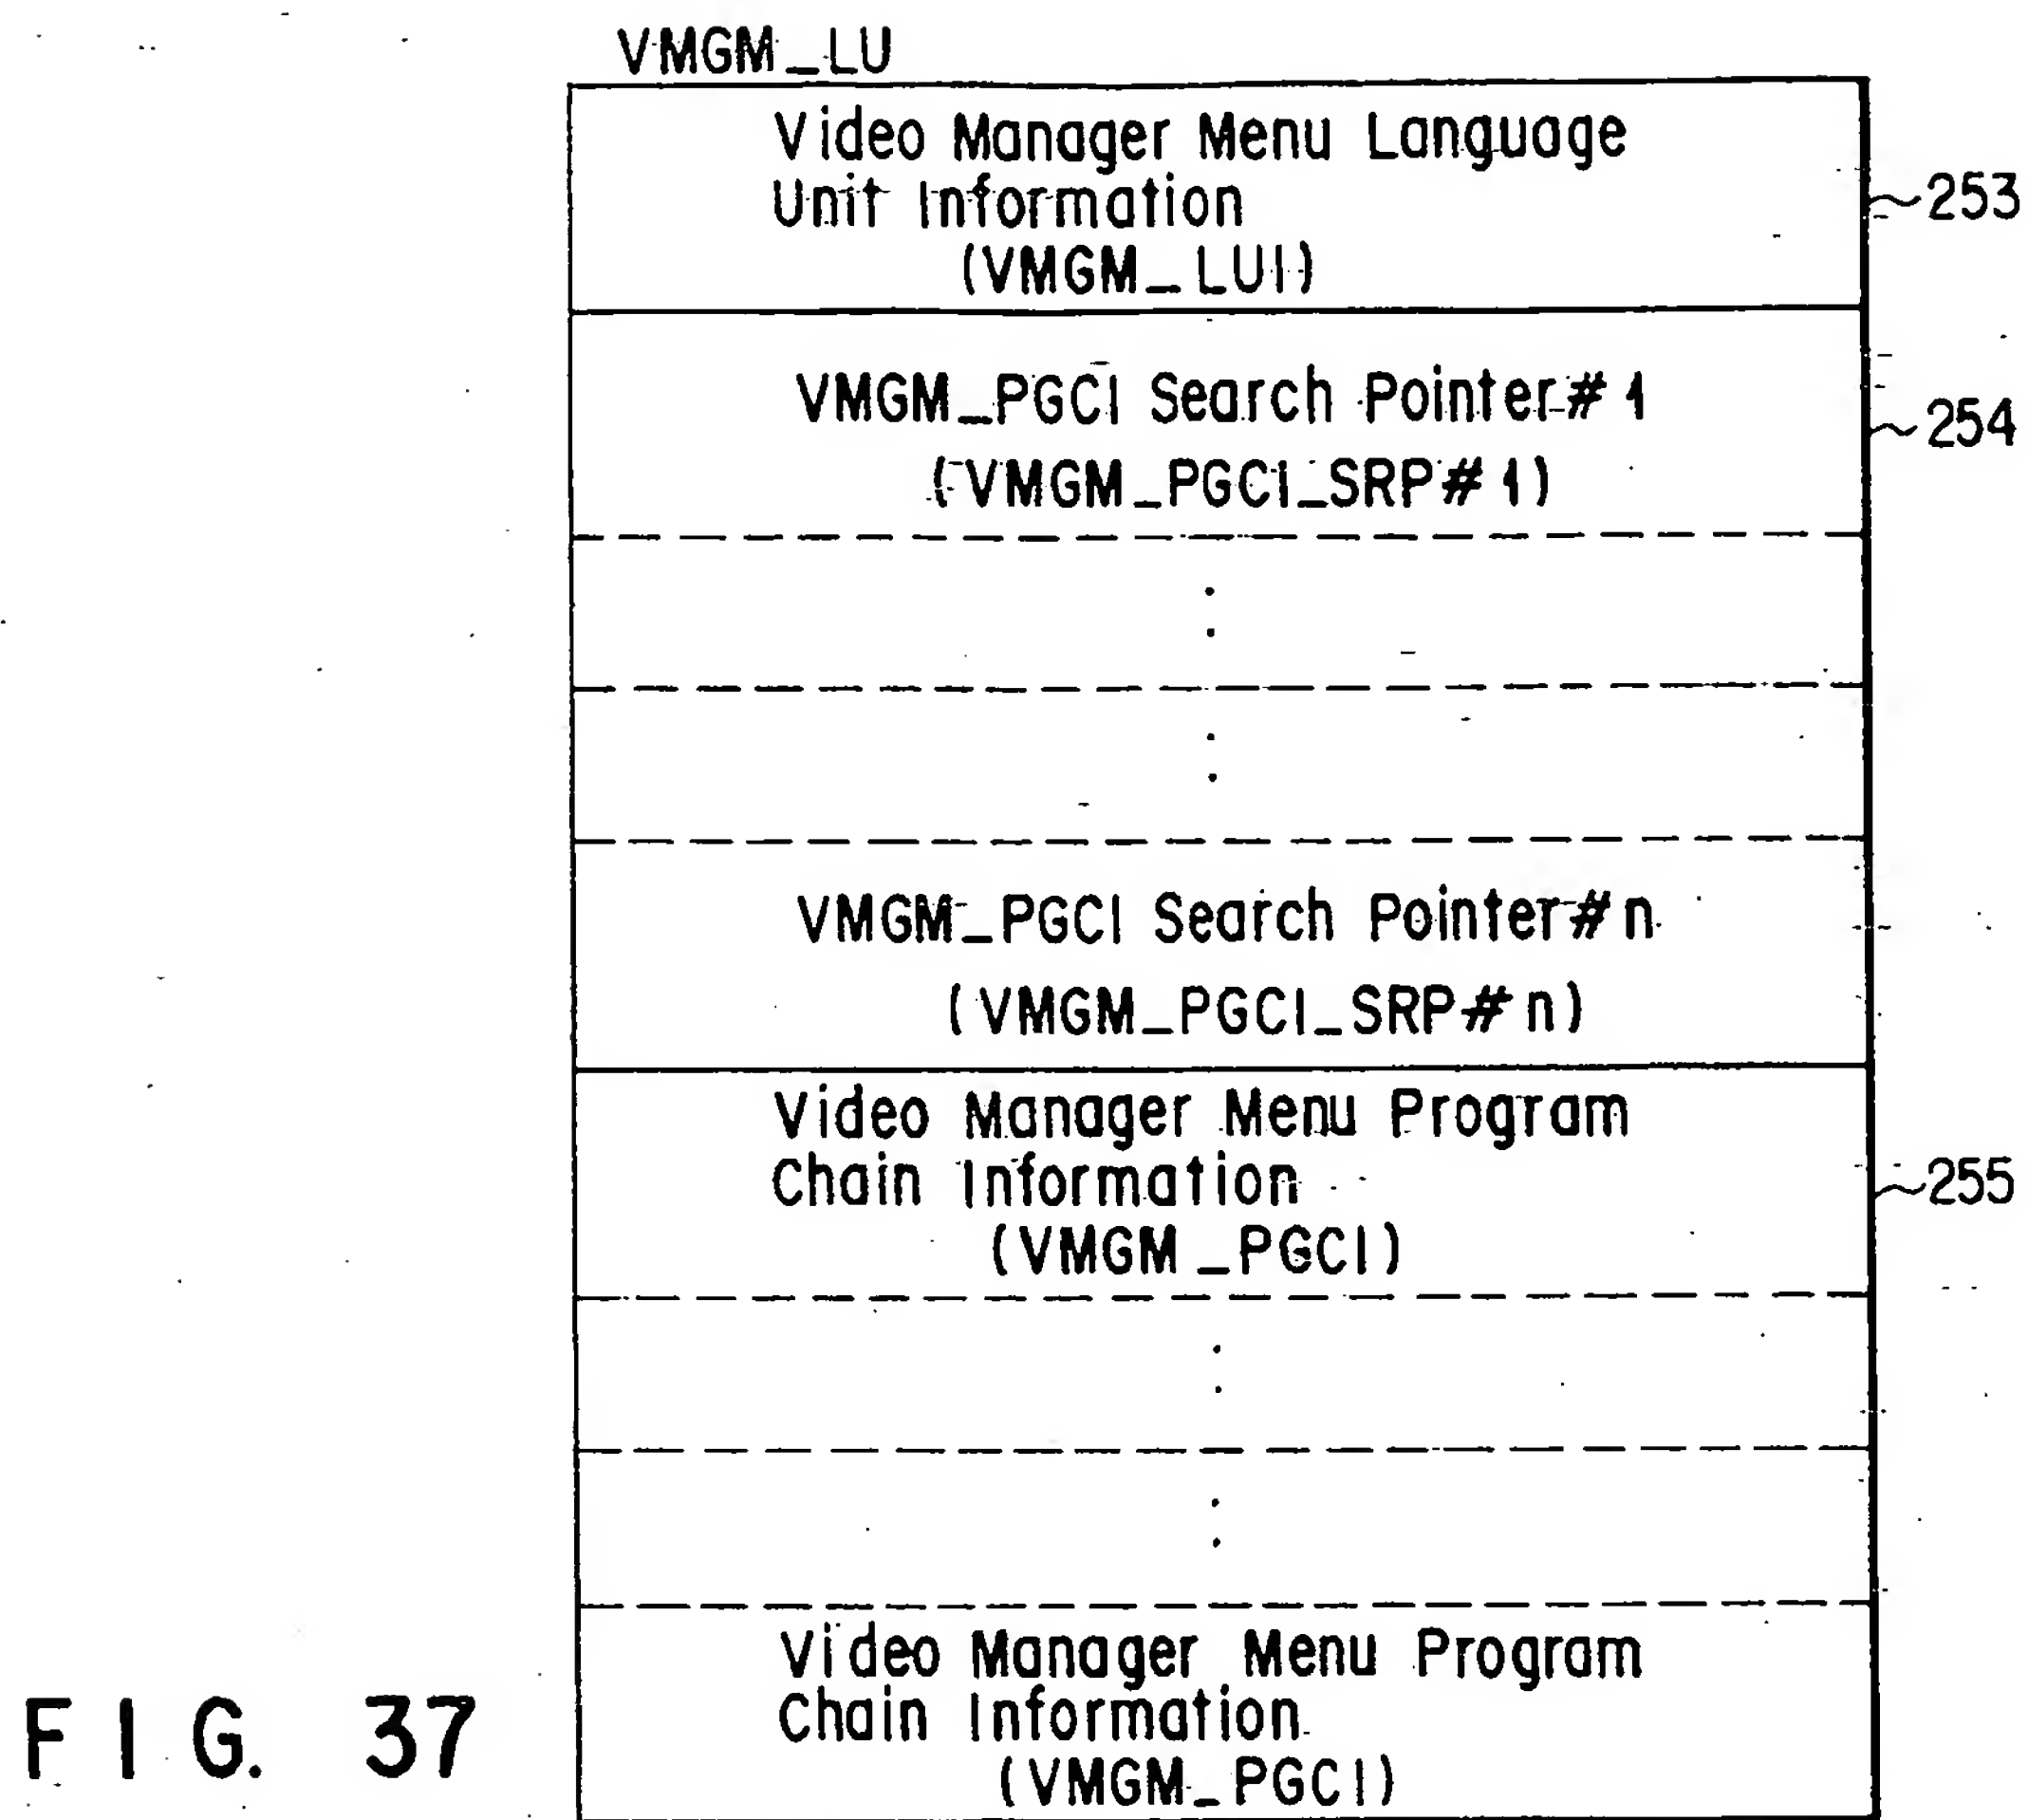 VMGM_LU
Video Manager Menu Language
Unit Information
(VMGM_LUI)
253
VMGM_PGCI Search Pointer#1
(VMGM_PGCI_SRP#1)
254
VMGM_PGCI Search Pointer#n
(VMGM_PGCI_SRP#n)
Video Manager Menu Program
Chain Information
(VMGM_PGCI)
255
Video Manager Menu Program
Chain Information
(VMGM_PGCI)
FIG. 37